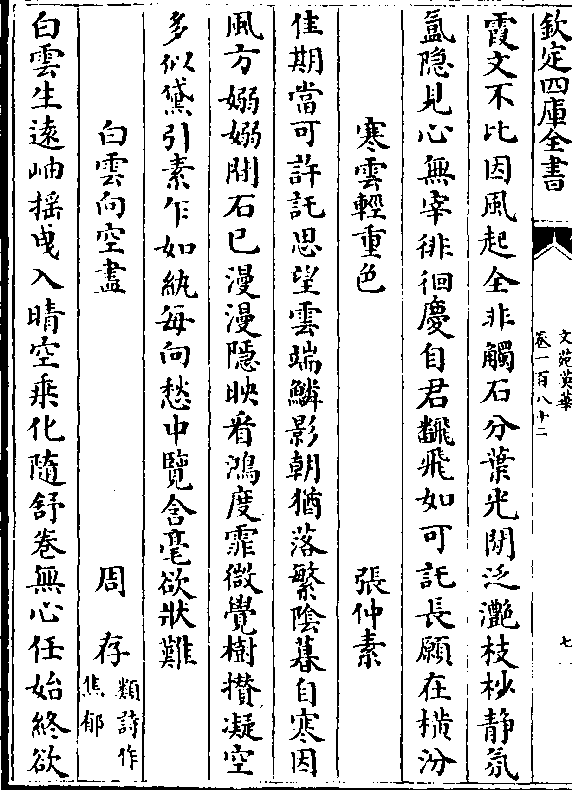 欽定四庫全書
文苑英華
卷一百八十二
七
霞文不比因風起全非觸石分葉光閒泛灧枝杪静氛
氲隐見心無宰徘徊慶自君翻飛如可託長願在横汾
寒雲輕重色
張仲素
佳期當可許託思望雲端鱗影朝猶落繁陰暮自寒因
風方嫋嫋閒石已漫漫隱映看鴻度霏微覺樹攅凝空
多似黛引素乍如紈每向愁中覽含毫欲狀難
白雲向空盡
周存
類詩作
焦郁
白雲生遠岫揺曳入晴空乘化隨舒卷無心任始終欲